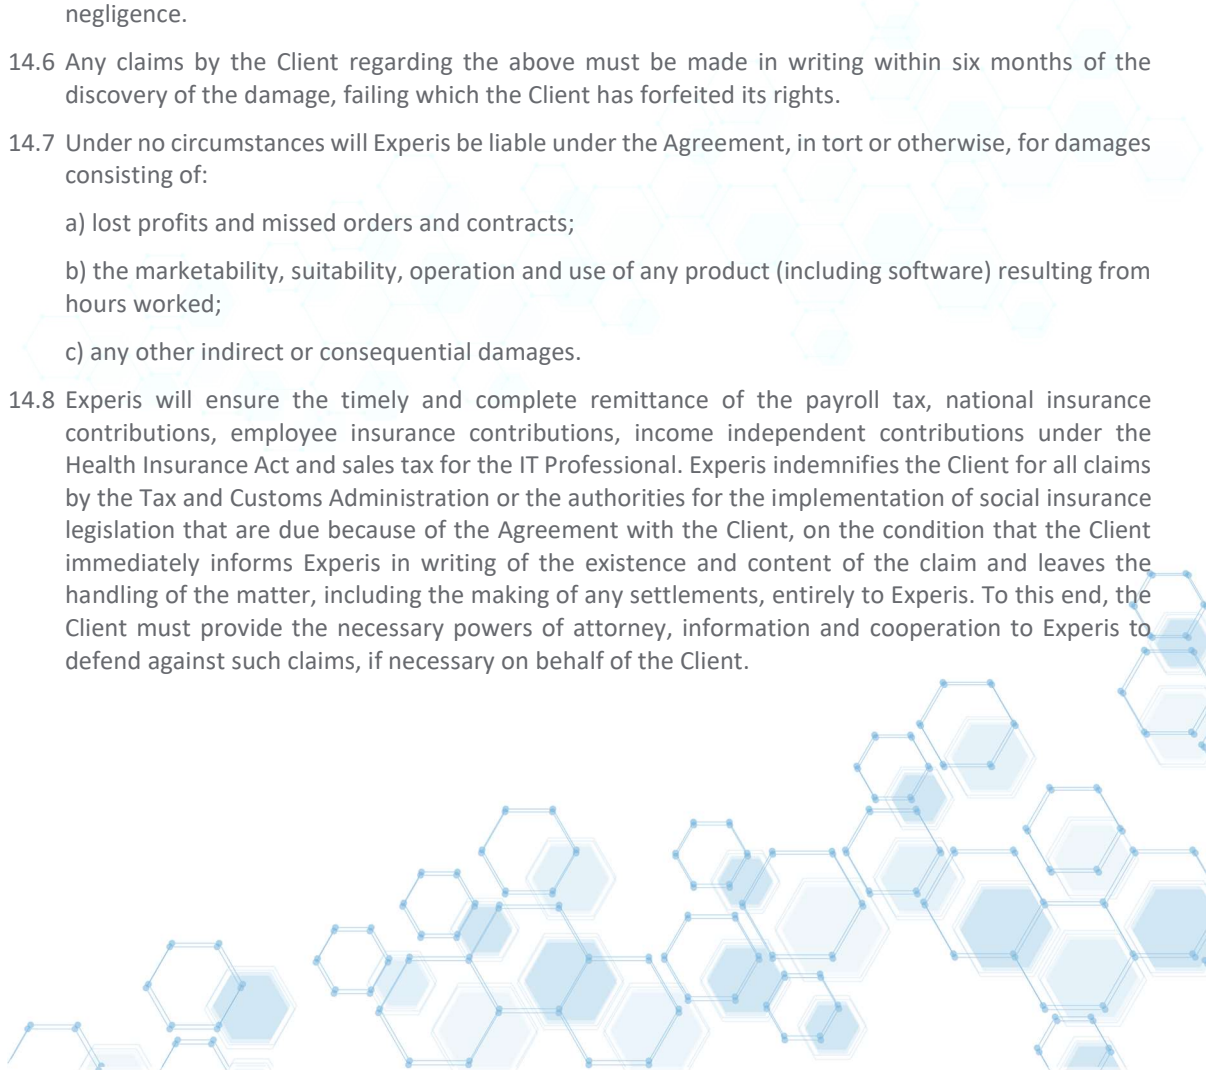 negligence.
14.6 Any claims by the Client regarding the above must be made in writing within six months of the
discovery of the damage, failing which the Client has forfeited its rights.
14.7 Under no circumstances will Experis be liable under the Agreement, in tort or otherwise, for damages
consisting of:
a) lost profits and missed orders and contracts;
b) the marketability, suitability, operation and use of any product (including software) resulting from
hours worked;
c) any other indirect or consequential damages.
14.8 Experis will ensure the timely and complete remittance of the payroll tax, national insurance
contributions, employee insurance contributions, income independent contributions under the
Health Insurance Act and sales tax for the IT Professional. Experis indemnifies the Client for all claims
by the Tax and Customs Administration or the authorities for the implementation of social insurance
legislation that are due because of the Agreement with the Client, on the condition that the Client
immediately informs Experis in writing of the existence and content of the claim and leaves the
handling of the matter, including the making of any settlements, entirely to Experis. To this end, the
Client must provide the necessary powers of attorney, information and cooperation to Experis to
defend against such claims, if necessary on behalf of the Client.